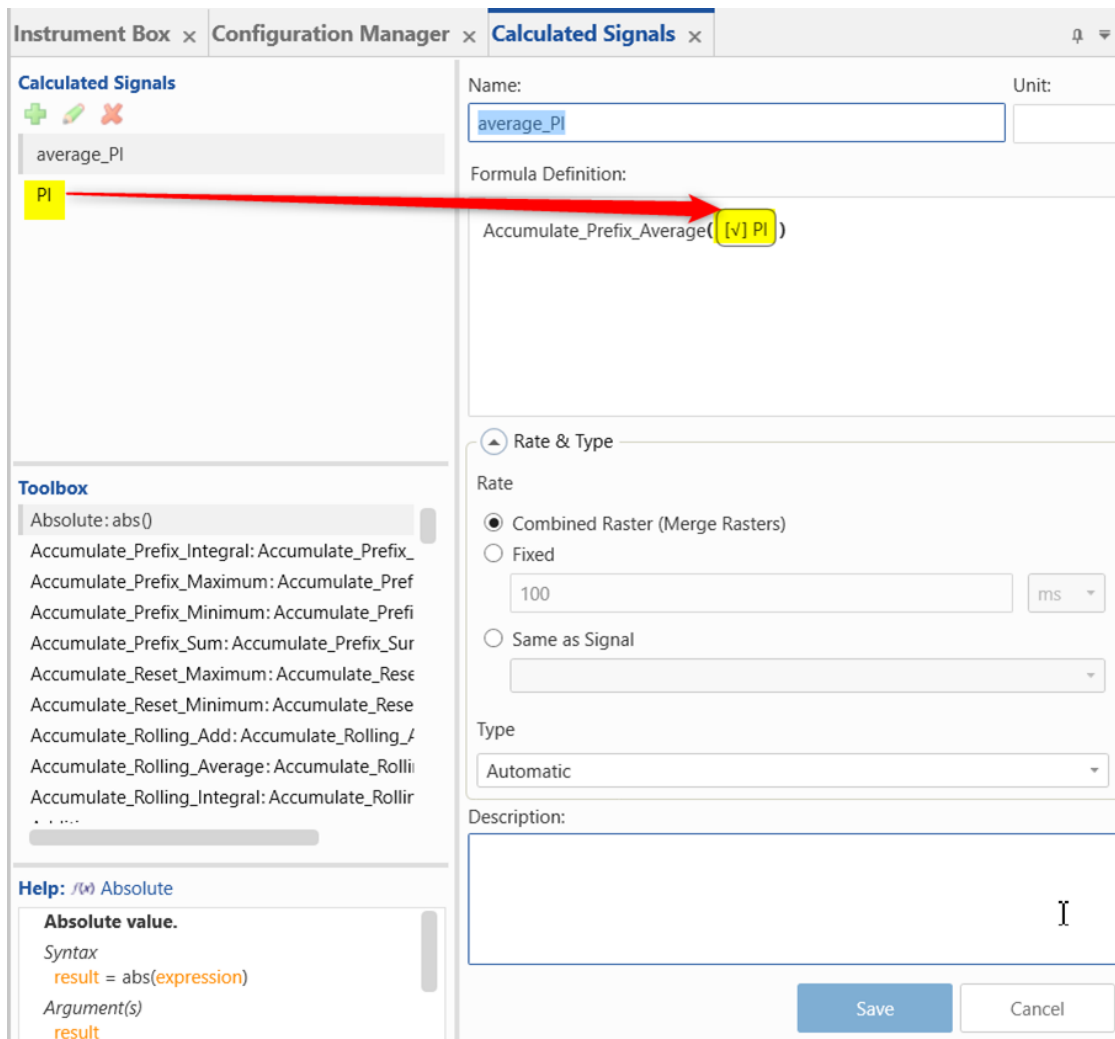 Instrument Box × Configuration Manager × Calculated Signals ×
Calculated Signals
average_PI
PI
Name:
Unit:
average_PI
Formula Definition:
Accumulate_Prefix_Average( [√] PI )
Rate & Type
Rate
Combined Raster (Merge Rasters)
Fixed
100
ms
Same as Signal
Type
Automatic
Description:
Save
Cancel
Toolbox
Absolute: abs()
Accumulate_Prefix_Integral: Accumulate_Prefix_
Accumulate_Prefix_Maximum: Accumulate_Pref
Accumulate_Prefix_Minimum: Accumulate_Prefi
Accumulate_Prefix_Sum: Accumulate_Prefix_Sur
Accumulate_Reset_Maximum: Accumulate_Rese
Accumulate_Reset_Minimum: Accumulate_Rese
Accumulate_Rolling_Add: Accumulate_Rolling_A
Accumulate_Rolling_Average: Accumulate_Rolli
Accumulate_Rolling_Integral: Accumulate_Rollir
Help: f(x) Absolute
Absolute value.
Syntax
result = abs(expression)
Argument(s)
result